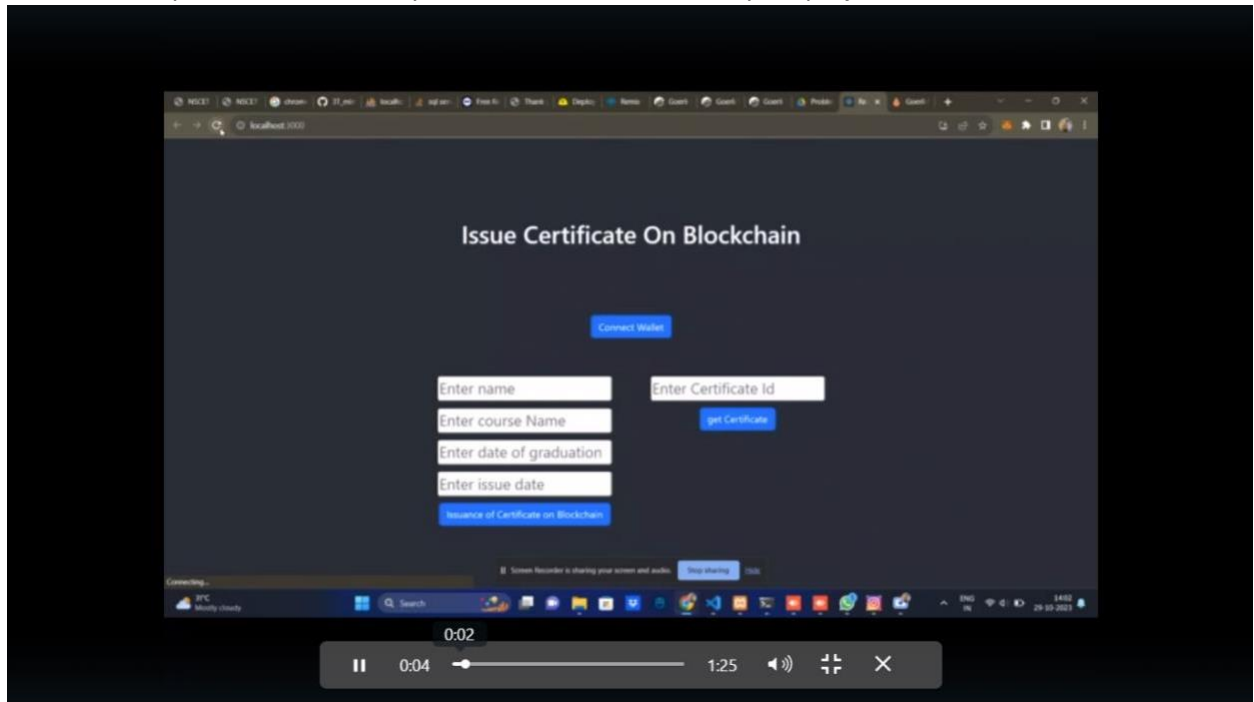 localhost:3000
Issue Certificate On Blockchain
Connect Wallet
Enter name
Enter Certificate Id
Enter course Name
get Certificate
Enter date of graduation
Enter issue date
Issuance of Certificate on Blockchain
Screen Recorder is sharing your screen and audio. Stop sharing Hide
Connecting...
31°C
Mostly cloudy
Search
ENG
IN
14:02
29-10-2023
0:02
0:04
1:25